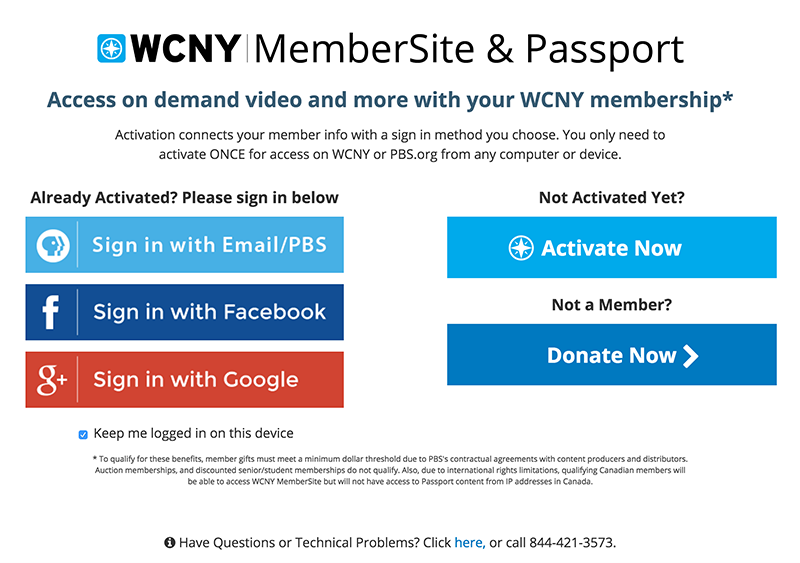 WCNY MemberSite & Passport
Access on demand video and more with your WCNY membership*
Activation connects your member info with a sign in method you choose. You only need to
activate ONCE for access on WCNY or PBS.org from any computer or device.
Already Activated? Please sign in below
Sign in with Email/PBS
f Sign in with Facebook
g+ Sign in with Google
Keep me logged in on this device
Not Activated Yet?
Activate Now
Not a Member?
Donate Now
* To qualify for these benefits, member gifts must meet a minimum dollar threshold due to PBS's contractual agreements with content producers and distributors.
Auction memberships, and discounted senior/student memberships do not qualify. Also, due to international rights limitations, qualifying Canadian members will
be able to access WCNY MemberSite but will not have access to Passport content from IP addresses in Canada.
Have Questions or Technical Problems? Click here, or call 844-421-3573.